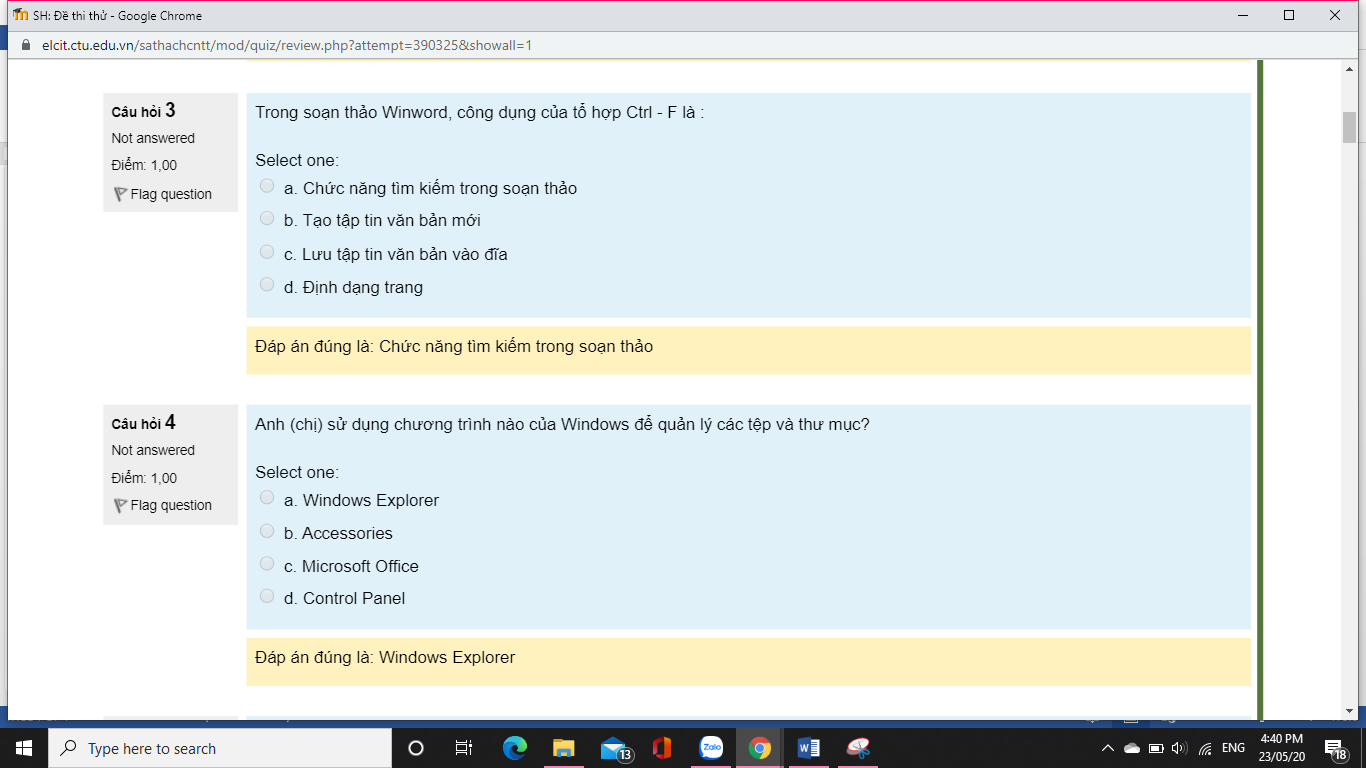 SH: Đề thi thử - Google Chrome
elcit.ctu.edu.vn/sathachcntt/mod/quiz/review.php?attempt=390325&showall=1
Câu hỏi 3
Not answered
Điểm: 1,00
Flag question
Trong soạn thảo Winword, công dụng của tổ hợp Ctrl - F là :
Select one:
a. Chức năng tìm kiếm trong soạn thảo
b. Tạo tập tin văn bản mới
c. Lưu tập tin văn bản vào đĩa
d. Định dạng trang
Đáp án đúng là: Chức năng tìm kiếm trong soạn thảo
Câu hỏi 4
Not answered
Điểm: 1,00
Flag question
Anh (chị) sử dụng chương trình nào của Windows để quản lý các tệp và thư mục?
Select one:
a. Windows Explorer
b. Accessories
c. Microsoft Office
d. Control Panel
Đáp án đúng là: Windows Explorer
Type here to search
13
Zalo
ENG
4:40 PM
23/05/20
18